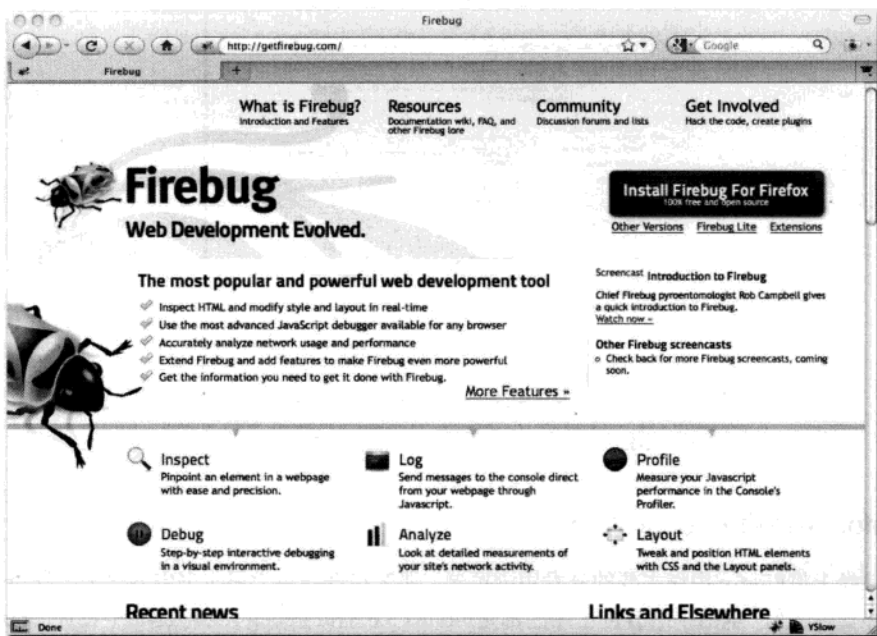 Firebug
http://getfirebug.com/
Google
Firebug
+
What is Firebug?
Introduction and Features
Resources
Documentation wiki, FAQ, and
other Firebug lore
Community
Discussion forums and lists
Get Involved
Hack the code, create plugins
Firebug
Web Development Evolved.
Install Firebug For Firefox
100% free and open source
Other Versions Firebug Lite Extensions
The most popular and powerful web development tool
Inspect HTML and modify style and layout in real-time
Use the most advanced JavaScript debugger available for any browser
Accurately analyze network usage and performance
Extend Firebug and add features to make Firebug even more powerful
Get the information you need to get it done with Firebug.
More Features »
Screencast Introduction to Firebug
Chief Firebug pyroentomologist Rob Campbell gives
a quick introduction to Firebug.
Watch now »
Other Firebug screencasts
Check back for more Firebug screencasts, coming
soon.
Inspect
Pinpoint an element in a webpage
with ease and precision.
Log
Send messages to the console direct
from your webpage through
Javascript.
Profile
Measure your Javascript
performance in the Console's
Profiler.
Debug
Step-by-step interactive debugging
in a visual environment.
Analyze
Look at detailed measurements of
your site's network activity.
Layout
Tweak and position HTML elements
with CSS and the Layout panels.
Recent news
Links and Elsewhere
Done
YSlow